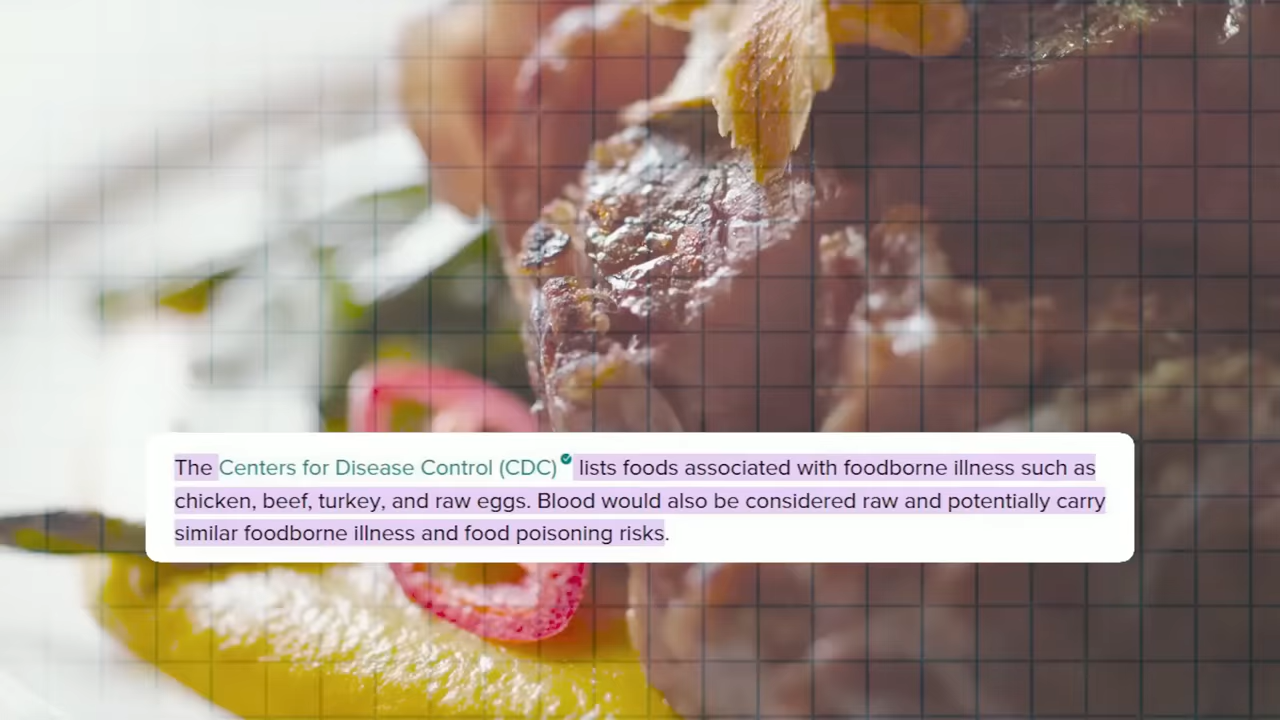 The Centers for Disease Control (CDC) lists foods associated with foodborne illness such as
chicken, beef, turkey, and raw eggs. Blood would also be considered raw and potentially carry
similar foodborne illness and food poisoning risks.